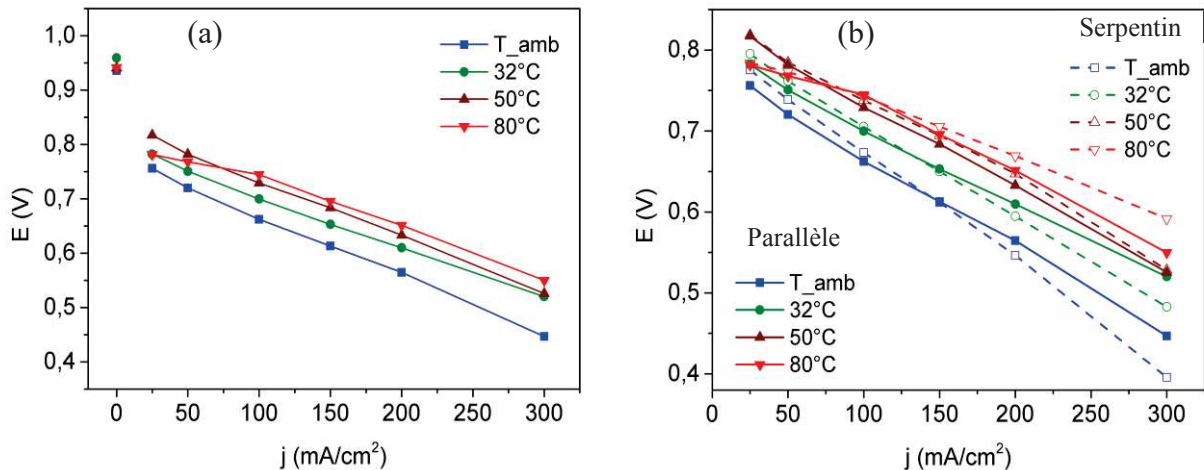 (a)
T_amb
32°C
50°C
80°C
1,0
0,9
0,8
0,7
0,6
0,5
0,4
E (V)
0 50 100 150 200 250 300
j (mA/cm²)
(b)
Serpentin
T_amb
32°C
50°C
80°C
Parallèle
T_amb
32°C
50°C
80°C
0,8
0,7
0,6
0,5
0,4
E (V)
0 50 100 150 200 250 300
j (mA/cm²)